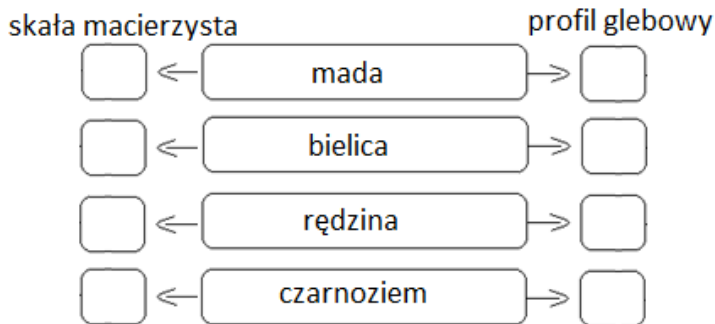 skała macierzysta
profil glebowy
mada
bielica
rędzina
czarnoziem